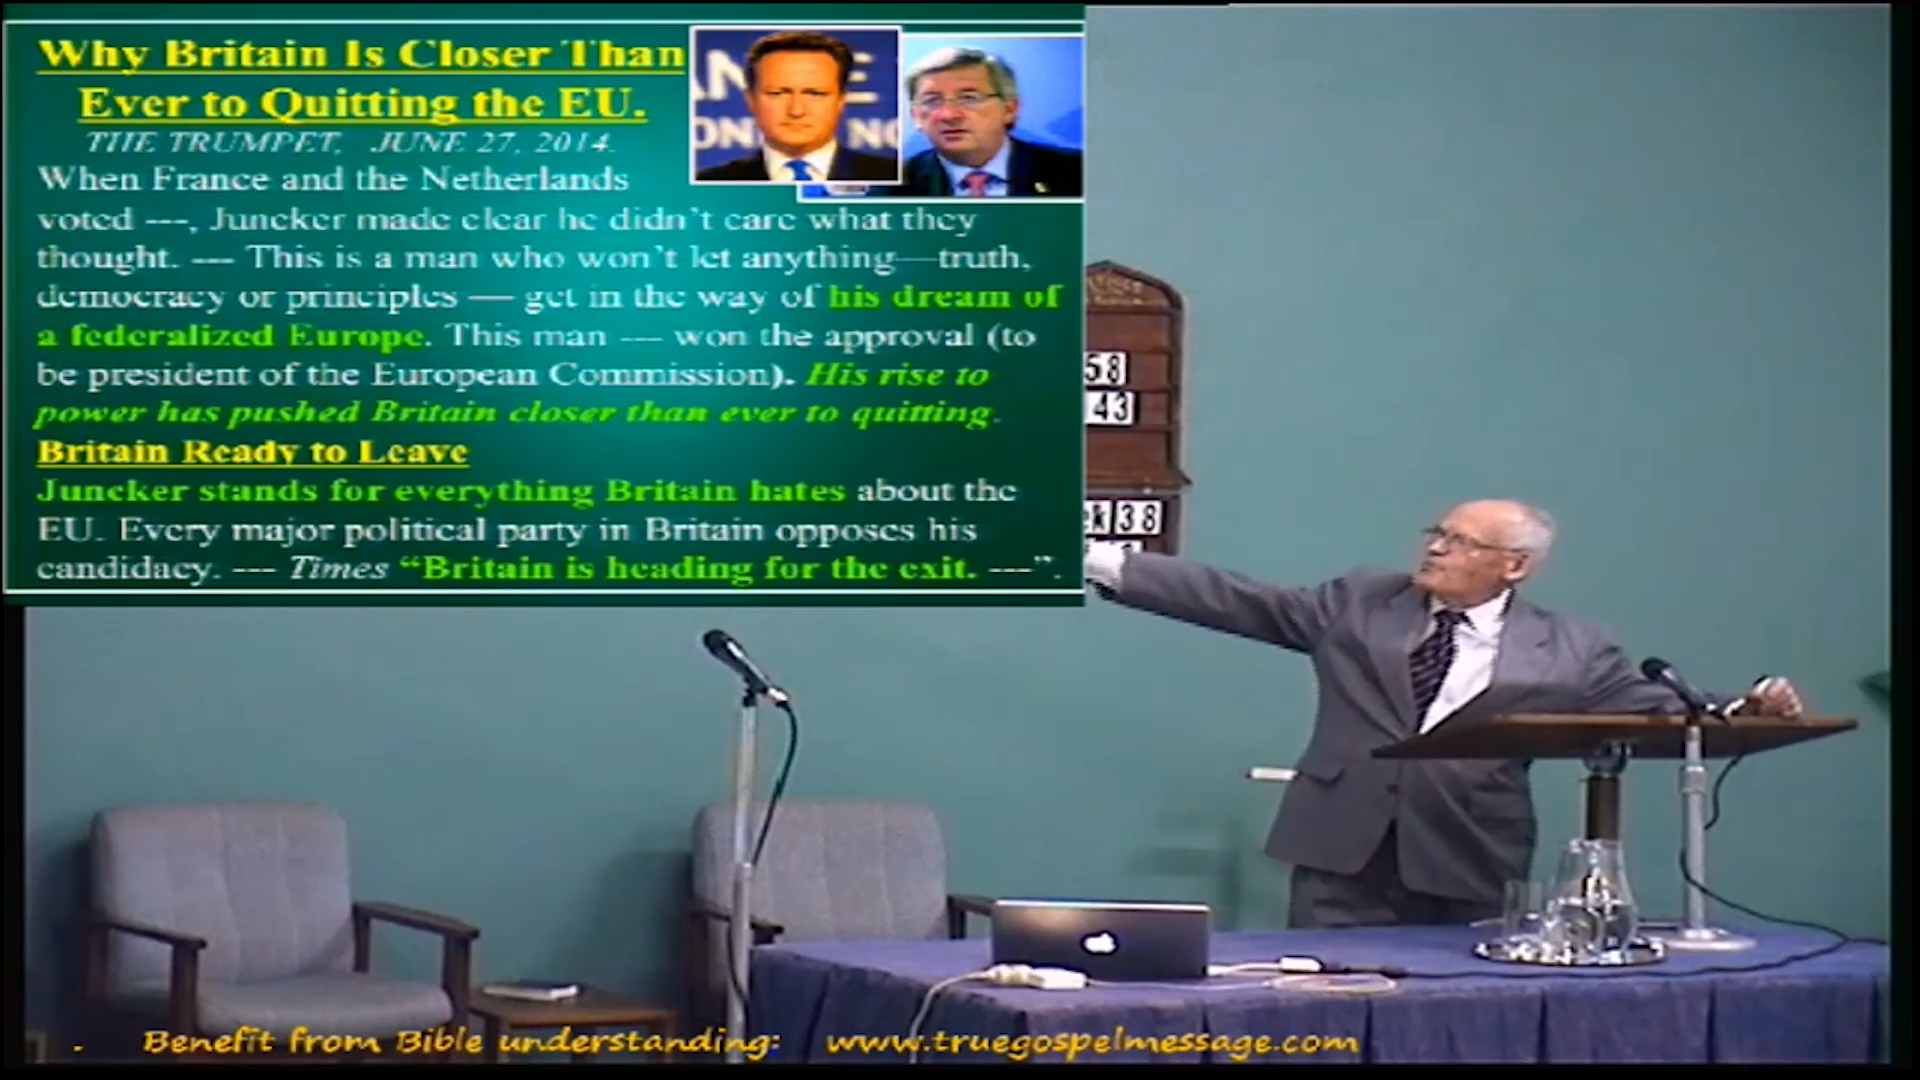 Why Britain Is Closer Than
Ever to Quitting the EU.
THE TRUMPET, JUNE 27, 2014.
When France and the Netherlands
voted ---, Juncker made clear he didn't care what they
thought. --- This is a man who won't let anything—truth,
democracy or principles — get in the way of his dream of
a federalized Europe. This man --- won the approval (to
be president of the European Commission). His rise to
power has pushed Britain closer than ever to quitting.
Britain Ready to Leave
Juncker stands for everything Britain hates about the
EU. Every major political party in Britain opposes his
candidacy. --- Times “Britain is heading for the exit. ---”.
58
43
38
Benefit from Bible understanding: www.truegospelmessage.com